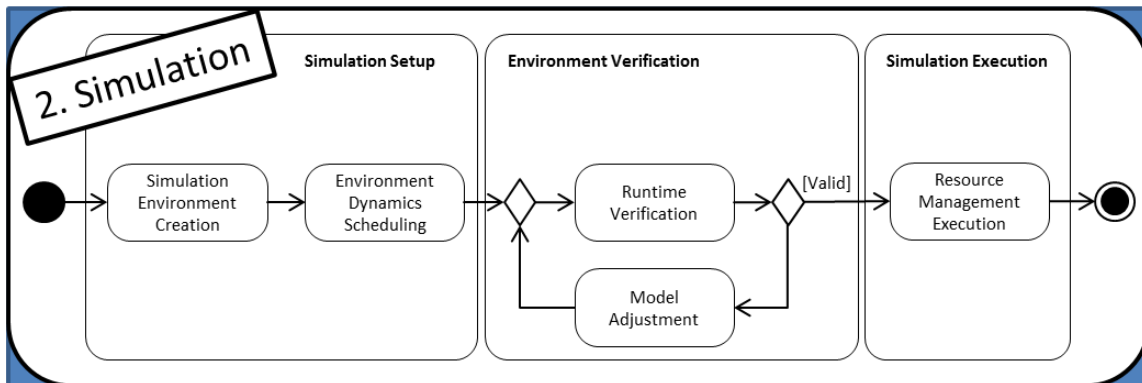 2. Simulation
Simulation Setup
Environment Verification
Simulation Execution
Simulation
Environment
Creation
Environment
Dynamics
Scheduling
Runtime
Verification
[Valid]
Resource
Management
Execution
Model
Adjustment